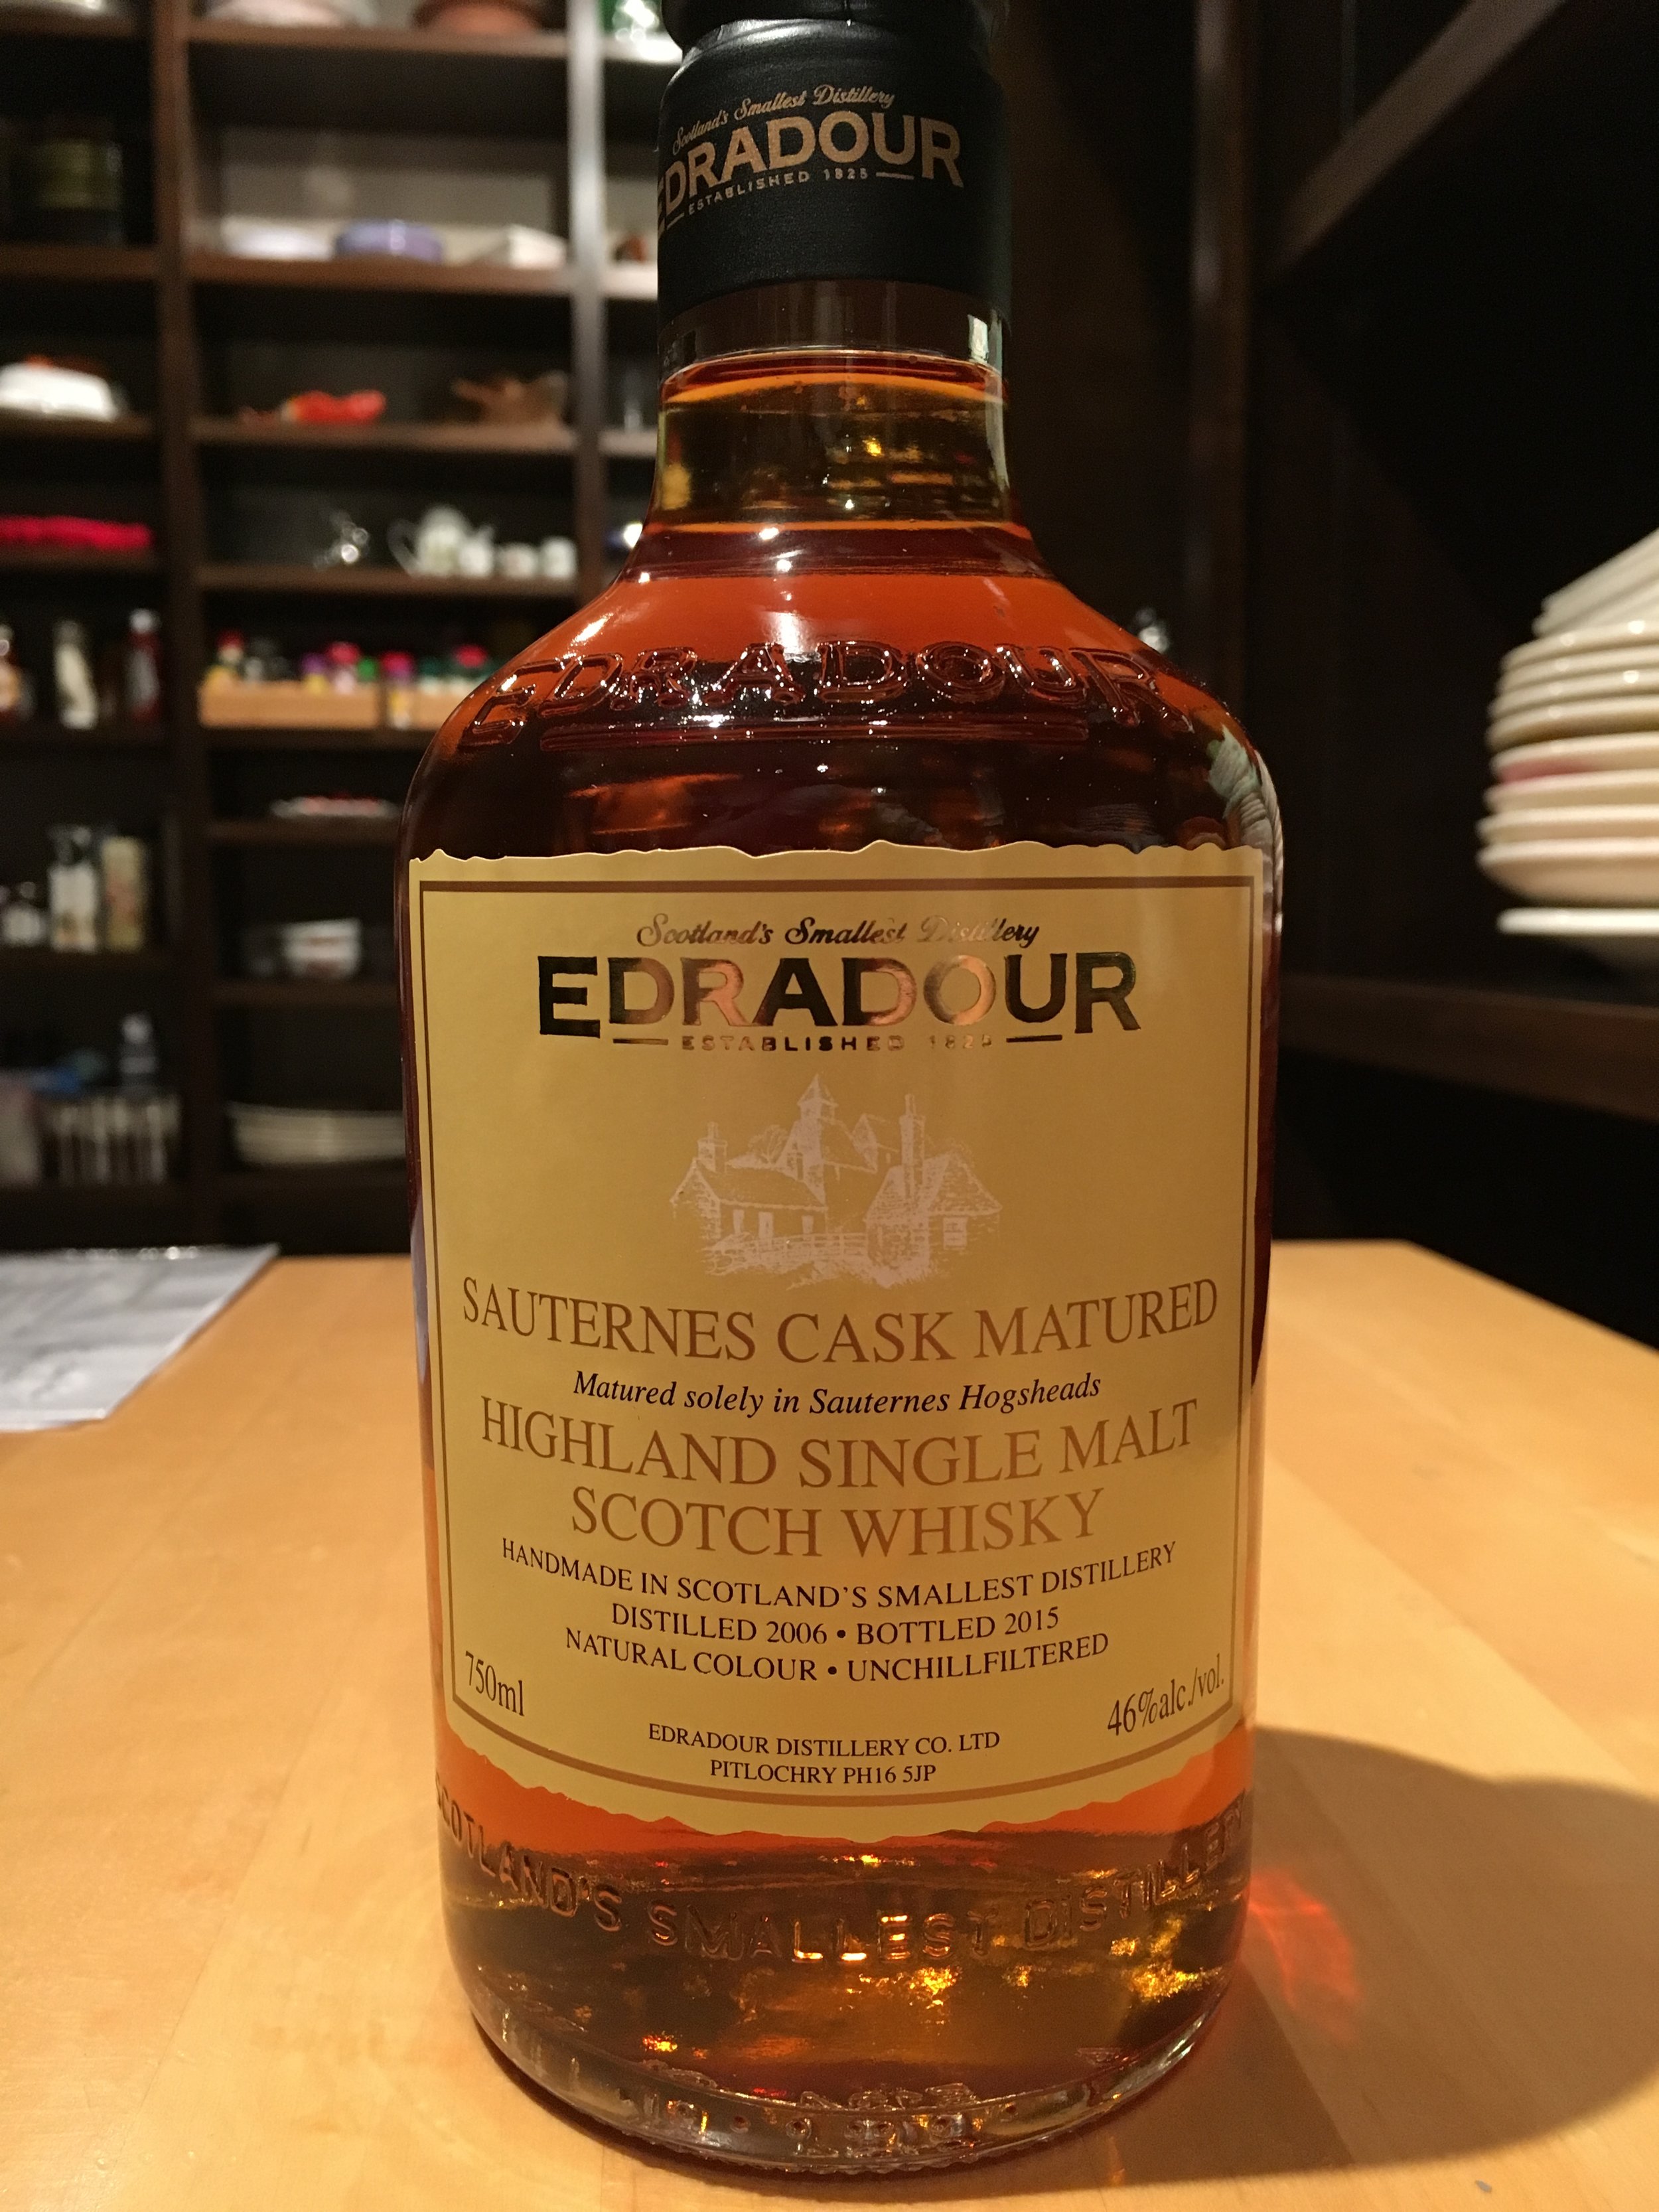 Scotland's Smallest Distillery
EDRADOUR
ESTABLISHED 1825
EDRADOUR
Scotland's Smallest Distillery
EDRADOUR
ESTABLISHED 1825
SAUTERNES CASK MATURED
Matured solely in Sauternes Hogsheads
HIGHLAND SINGLE MALT
SCOTCH WHISKY
HANDMADE IN SCOTLAND'S SMALLEST DISTILLERY
DISTILLED 2006 • BOTTLED 2015
NATURAL COLOUR • UNCHILLFILTERED
750ml
46%alc./vol.
EDRADOUR DISTILLERY CO. LTD
PITLOCHRY PH16 5JP
SCOTLAND'S SMALLEST DISTILLERY